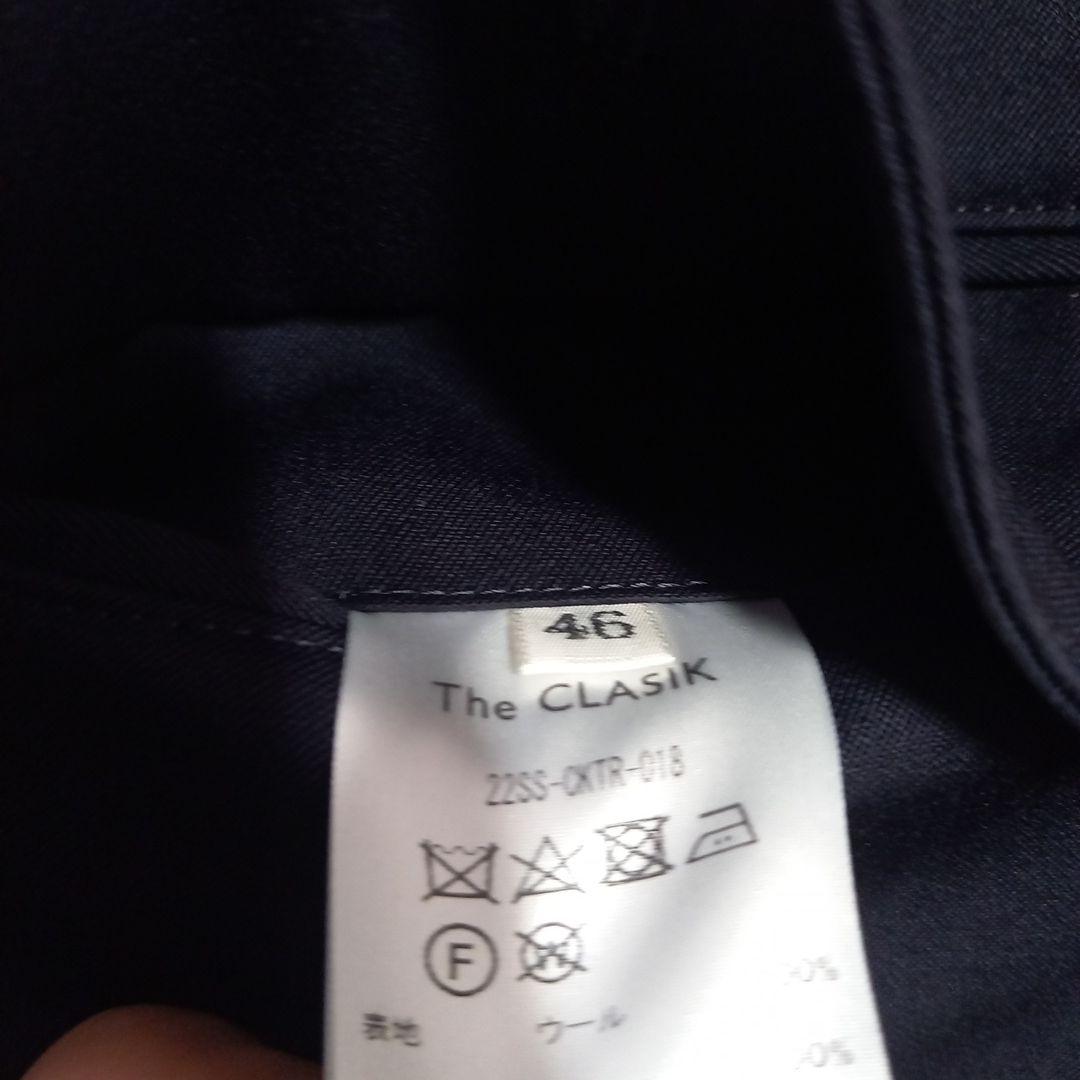 46
The CLASIK
22SS-CKTR-018
F
W
表地 ウール